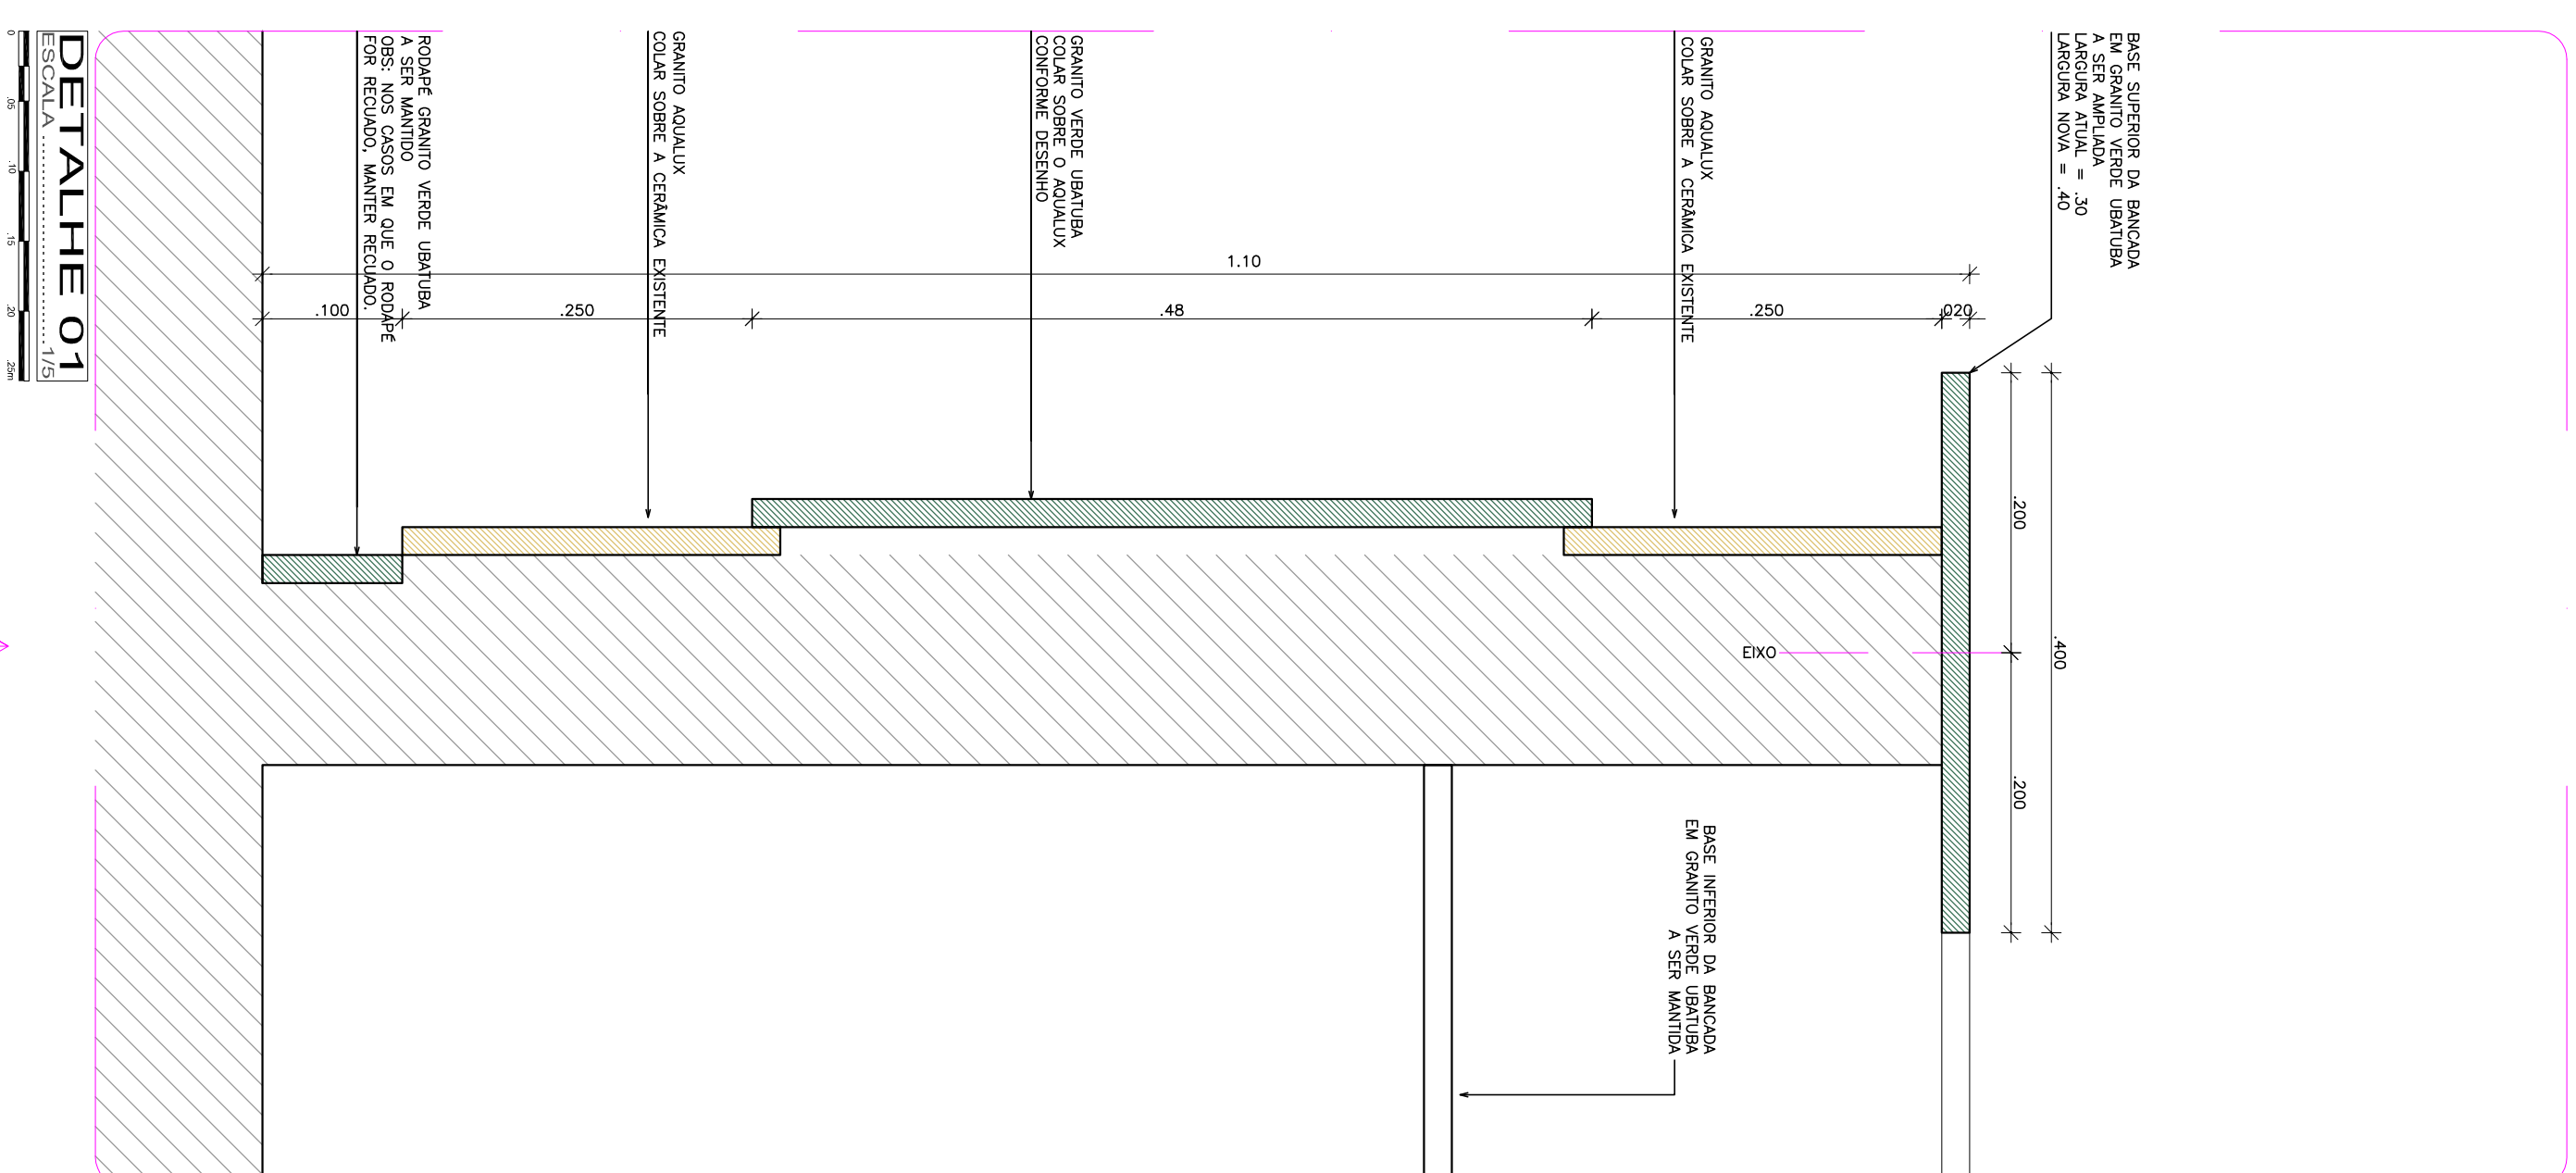 BASE SUPERIOR DA BANCADA
EM GRANITO VERDE UBATUBA
A SER AMPLIADA
LARGURA ATUAL = .30
LARGURA NOVA = .40
.400
.200
.200
.020
EIXO
GRANITO AQUALUX
COLAR SOBRE A CERÂMICA EXISTENTE
.250
BASE INFERIOR DA BANCADA
EM GRANITO VERDE UBATUBA
A SER MANTIDA
1.10
.48
GRANITO VERDE UBATUBA
COLAR SOBRE O AQUALUX
CONFORME DESENHO
GRANITO AQUALUX
COLAR SOBRE A CERÂMICA EXISTENTE
.250
RODAPÉ GRANITO VERDE UBATUBA
A SER MANTIDO
OBS: NOS CASOS EM QUE O RODAPÉ
FOR RECUADO, MANTER RECUADO.
.100
DETALHE 01
ESCALA ..............................1/5
0 .05 .10 .15 .20 .25m